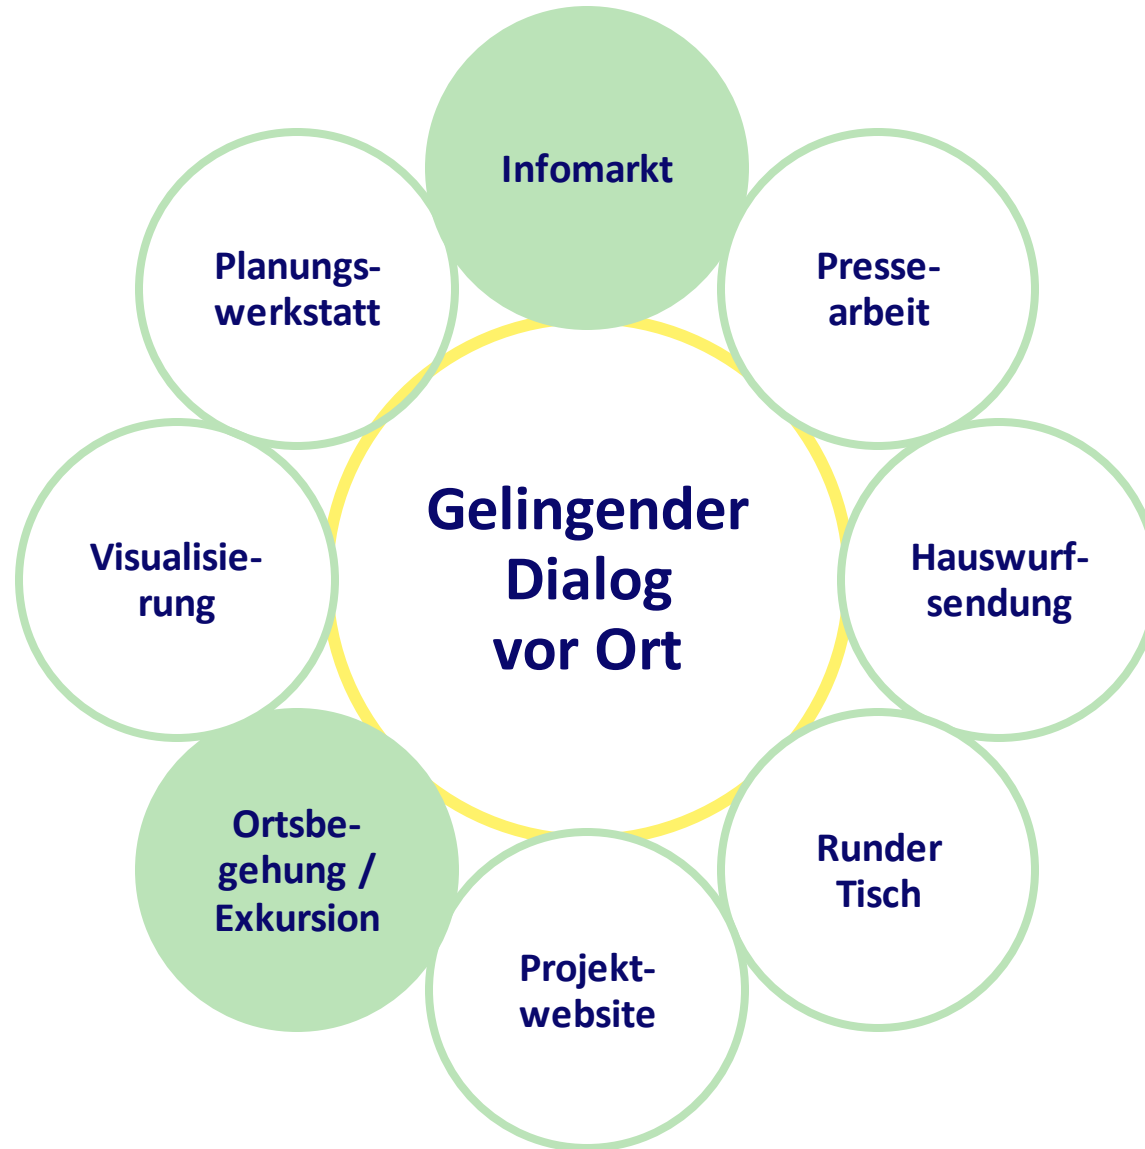 Infomarkt
Presse-
arbeit
Hauswurf-
sendung
Runder
Tisch
Projekt-
website
Ortsbe-
gehung /
Exkursion
Visualisie-
rung
Planungs-
werkstatt
Gelingender
Dialog
vor Ort